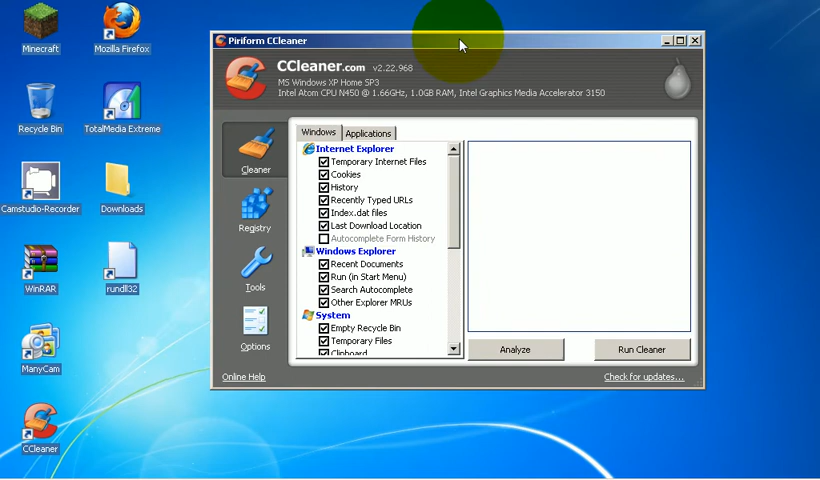 Minecraft
Mozilla Firefox
Recycle Bin
TotalMedia Extreme
Camstudio-Recorder
Downloads
WinRAR
rundll32
ManyCam
CCleaner
Piriform CCleaner
CCleaner.com v2.22.968
MS Windows XP Home SP3
Intel Atom CPU N450 @ 1.66GHz, 1.0GB RAM, Intel Graphics Media Accelerator 3150
Cleaner
Registry
Tools
Options
Windows
Applications
Internet Explorer
Temporary Internet Files
Cookies
History
Recently Typed URLs
Index.dat files
Last Download Location
Autocomplete Form History
Windows Explorer
Recent Documents
Run (in Start Menu)
Search Autocomplete
Other Explorer MRUs
System
Empty Recycle Bin
Temporary Files
Clipboard
Analyze
Run Cleaner
Online Help
Check for updates...